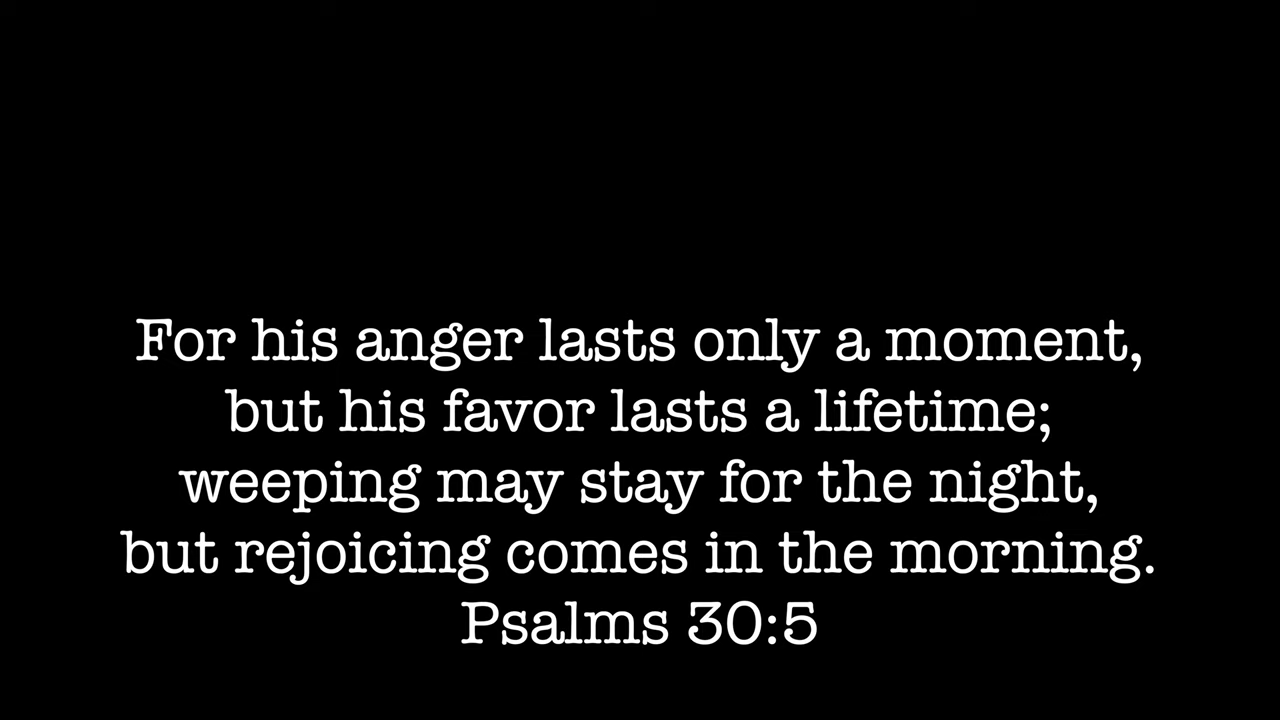 For his anger lasts only a moment,
but his favor lasts a lifetime;
weeping may stay for the night,
but rejoicing comes in the morning.
Psalms 30:5